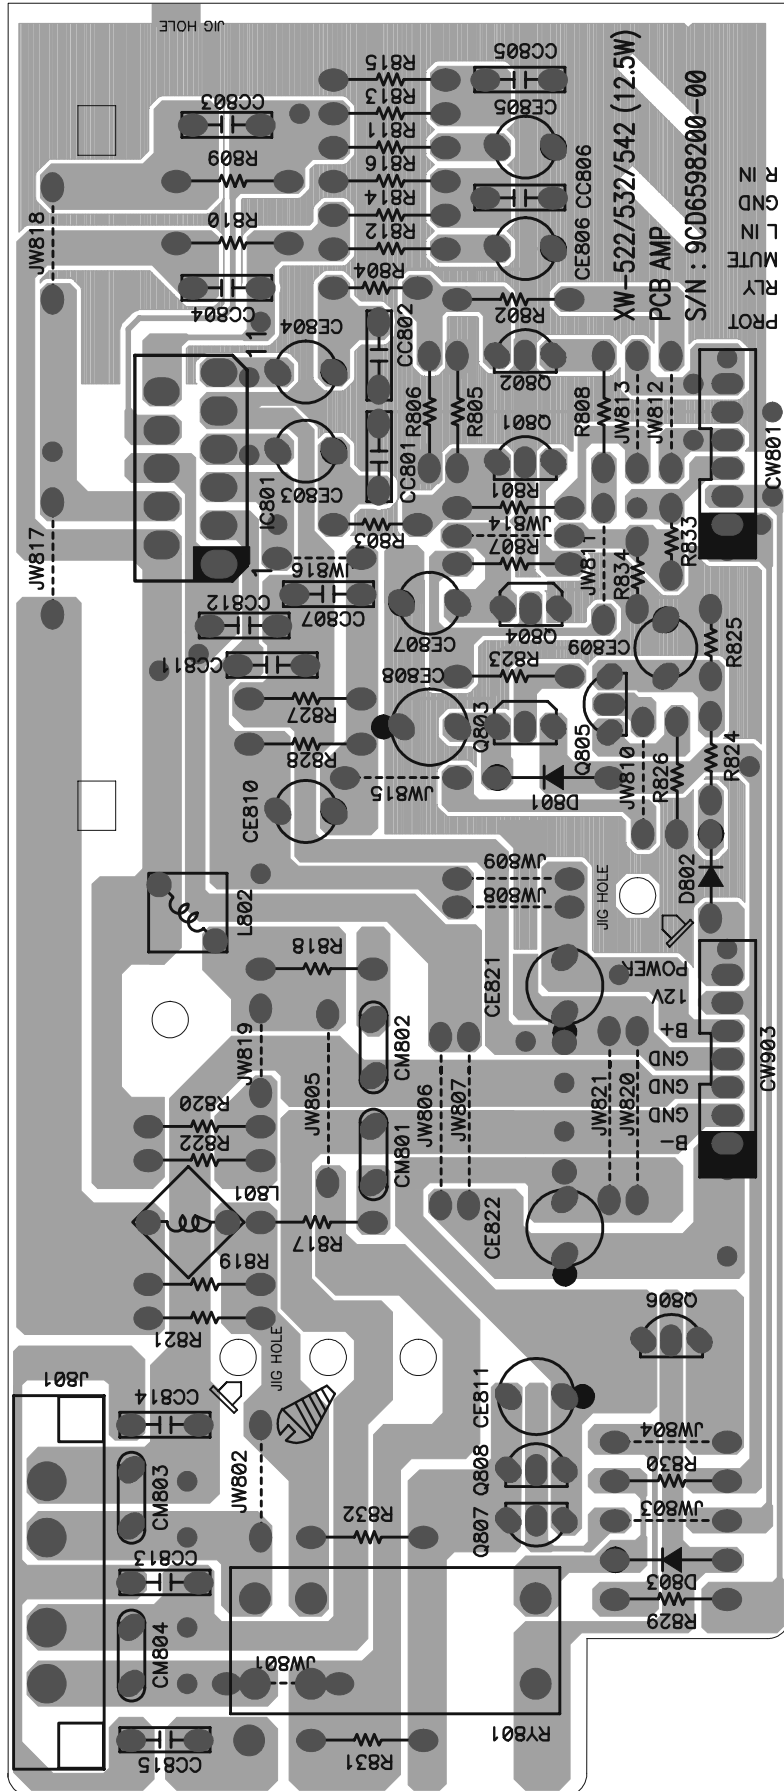 JIG HOLE
R815
CC805
R813
CC803
CE805
R811
R809
R816
CC806
R814
R810
R812
CE806
JW818
R804
CC804
R802
CE804
CC802
11
Q802
R806
R805
R808
JW813
JW812
Q801
CC801
CE803
IC801
R801
JW814
R803
R807
JW811
R834
R833
CW801
XW-522/532/542 (12.5W)
PCB AMP
S/N : 9CD6598200-00
R IN
GND
L IN
MUTE
RLY
PROT
JW817
1
JW816
CC812
CC807
CE807
Q804
CE809
CC811
CE808
R823
R825
R827
Q803
Q805
R828
JW810
R826
R824
JW815
D801
CE810
JW809
JW808
D802
L802
JIG HOLE
R818
CE821
POWER
12V
B+
GND
GND
GND
B-
CW903
JW819
CM802
JW805
JW806
JW807
JW821
JW820
R820
R822
CM801
L801
R817
CE822
R819
R821
Q806
JIG HOLE
J801
CC814
CE811
JW804
CM803
JW802
Q808
R830
R832
Q807
JW803
CC813
D803
R829
CM804
JW801
RY801
R831
CC815